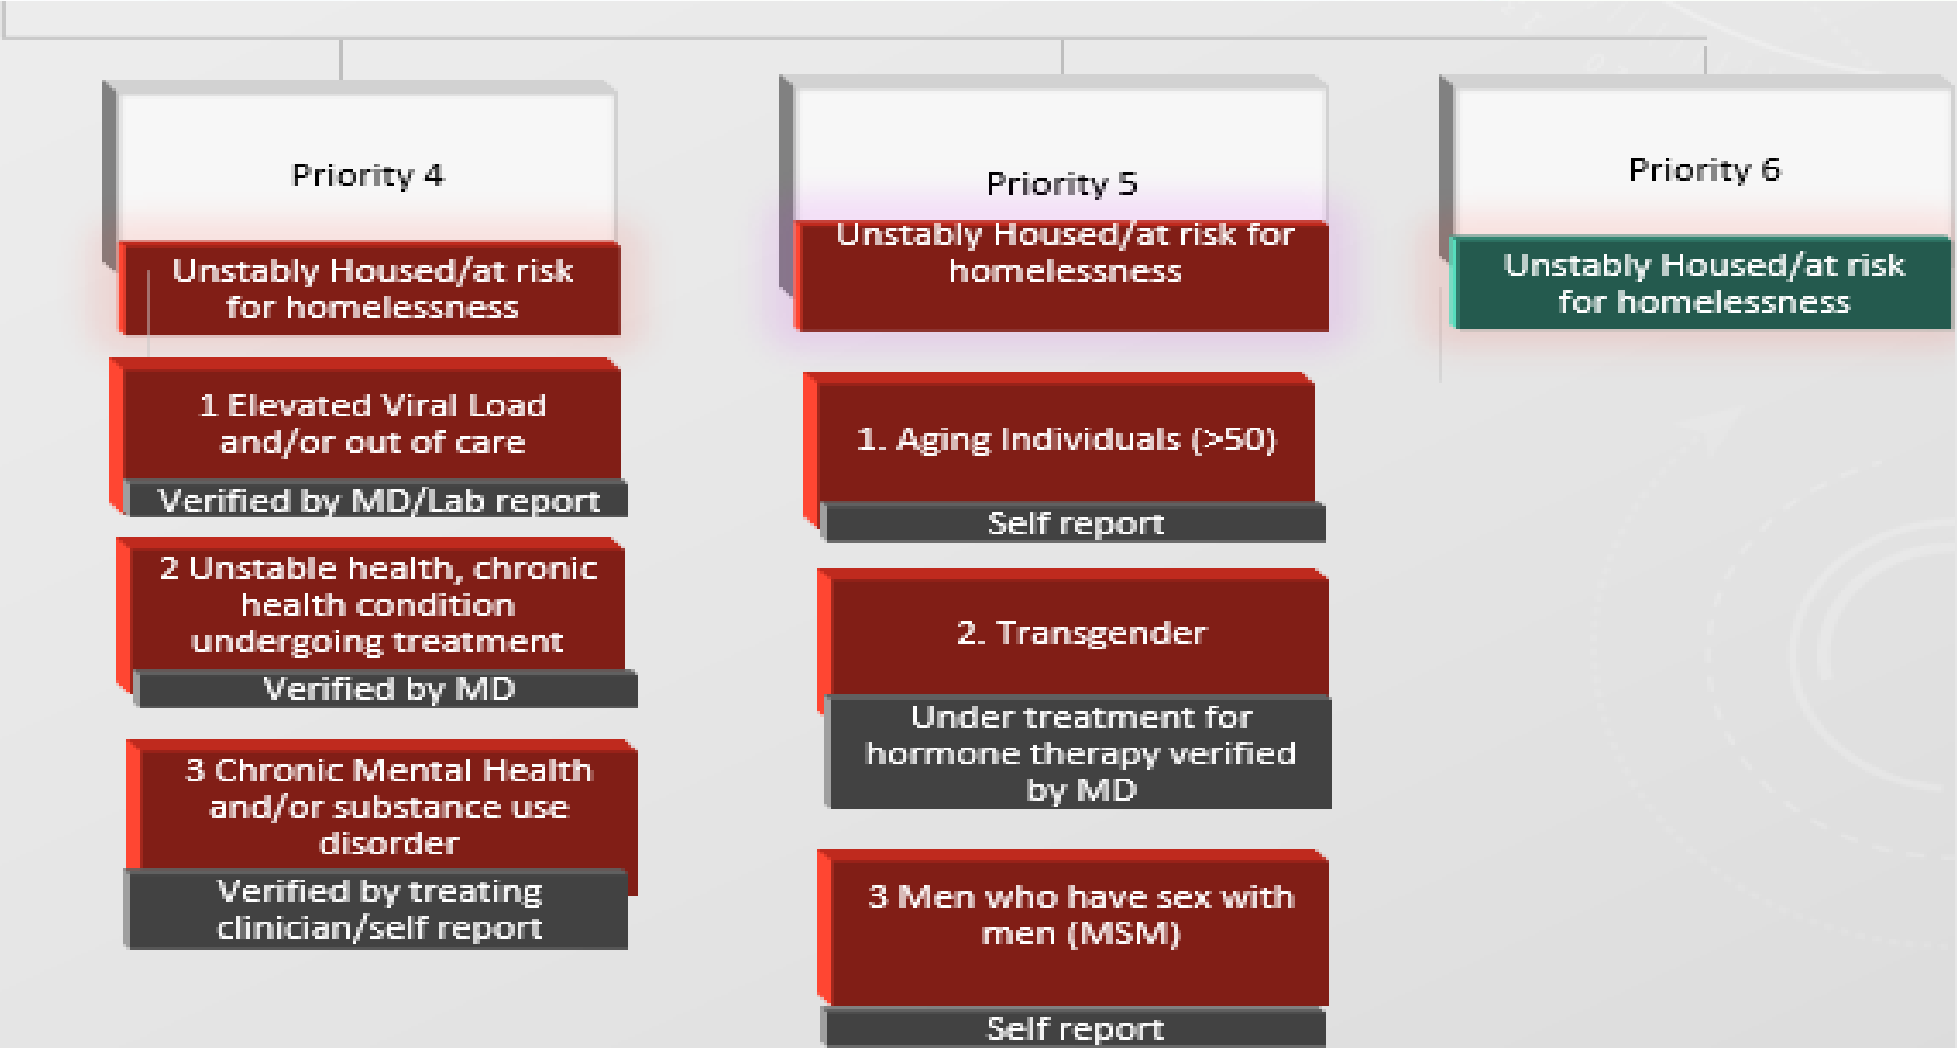 Priority 4
Unstably Housed/at risk
for homelessness
1 Elevated Viral Load
and/or out of care
Verified by MD/Lab report
2 Unstable health, chronic
health condition
undergoing treatment
Verified by MD
3 Chronic Mental Health
and/or substance use
disorder
Verified by treating
clinician/self report
Priority 5
Unstably Housed/at risk for
homelessness
1. Aging Individuals (>50)
Self report
2. Transgender
Under treatment for
hormone therapy verified
by MD
3 Men who have sex with
men (MSM)
Self report
Priority 6
Unstably Housed/at risk
for homelessness